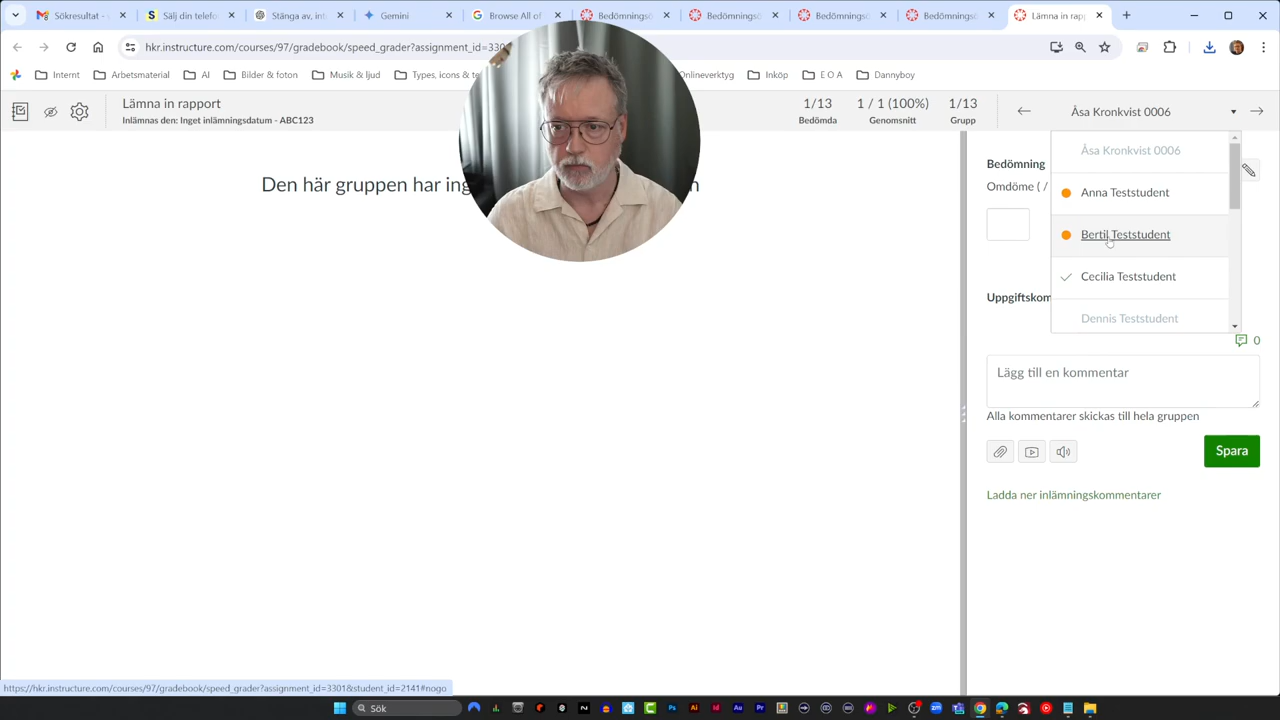 Sökresultat -
Sälj din telefo
Stänga av, in
Gemini
Browse All of
Bedömningsö
Bedömnings
Bedömnings
Bedömnings
Lämna in rapp
hkr.instructure.com/courses/97/gradebook/speed_grader?assignment_id=330
Internt
Arbetsmaterial
AI
Bilder & foton
Musik & ljud
Types, icons & te
Onlineverktyg
Inköp
E O A
Dannyboy
Lämna in rapport
Inlämnas den: Inget inlämningsdatum - ABC123
1/13
Bedömda
1 / 1 (100%)
Genomsnitt
1/13
Grupp
Åsa Kronkvist 0006
Den här gruppen har ing
n
Bedömning
Omdöme ( /
Åsa Kronkvist 0006
Anna Teststudent
Bertil Teststudent
Cecilia Teststudent
Dennis Teststudent
Uppgiftskom
0
Lägg till en kommentar
Alla kommentarer skickas till hela gruppen
Spara
Ladda ner inlämningskommentarer
https://hkr.instructure.com/courses/97/gradebook/speed_grader?assignment_id=3301&student_id=2141#nogo
Sök